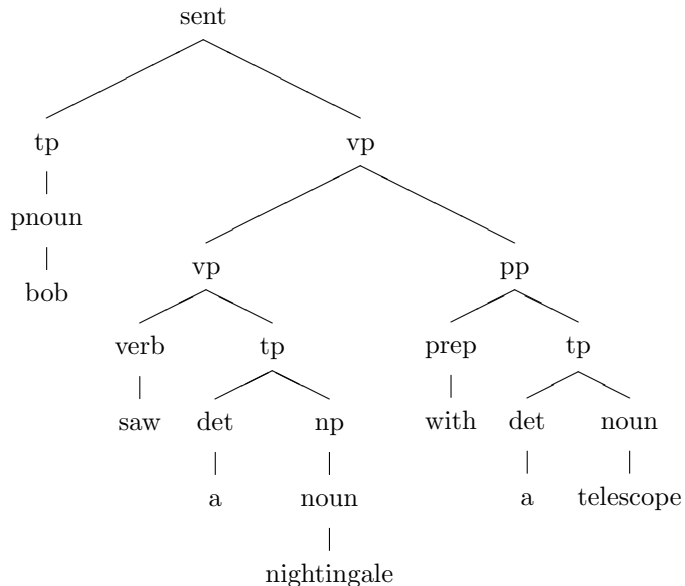 sent
tp vp
pnoun
vp pp
bob
verb tp prep tp
saw det np with det noun
a noun a telescope
nightingale